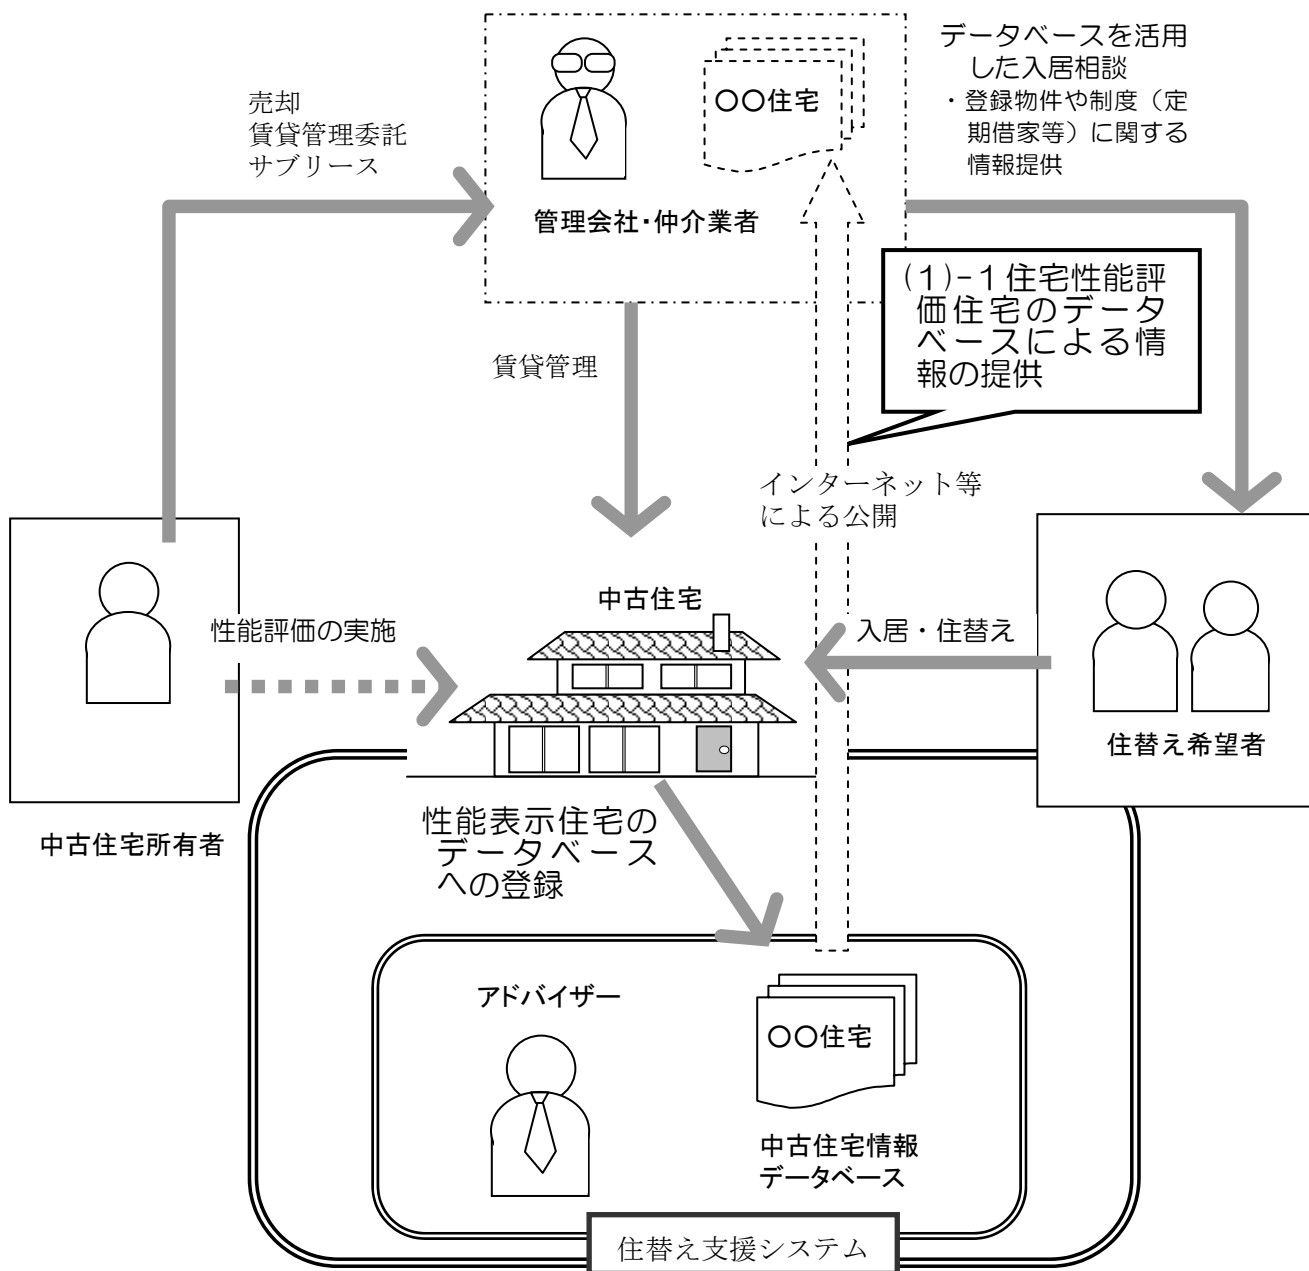 データベースを活用
した入居相談
・登録物件や制度（定
期借家等）に関する
情報提供
売却
賃貸管理委託
サブリース
〇〇住宅
管理会社・仲介業者
(１)-１住宅性能評
価住宅のデータ
ベースによる情
報の提供
賃貸管理
インターネット等
による公開
中古住宅
性能評価の実施
入居・住替え
住替え希望者
中古住宅所有者
性能表示住宅の
データベース
への登録
アドバイザー
〇〇住宅
中古住宅情報
データベース
住替え支援システム